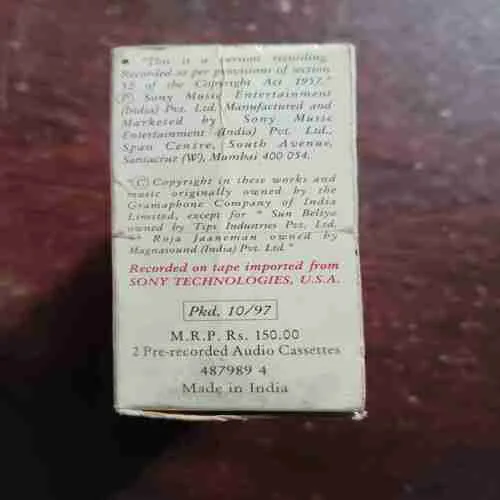 "This is a version recording.
Recorded as per provisions of section
52 of the Copyright Act 1957."
Ⓟ Sony Music Entertainment
(India) Pvt. Ltd. Manufactured and
Marketed by Sony Music
Entertainment (India) Pvt. Ltd.,
Span Centre, South Avenue,
Santacruz (W), Mumbai 400 054.
"© Copyright in these works and
music originally owned by the
Gramaphone Company of India
Limited, except for " Sun Beliya
owned by Tips Industries Pvt. Ltd.
" Roja Jaaneman owned by
Magnasound (India) Pvt. Ltd."
Recorded on tape imported from
SONY TECHNOLOGIES, U.S.A.
Pkd. 10/97
M.R.P. Rs. 150.00
2 Pre-recorded Audio Cassettes
487989 4
Made in India